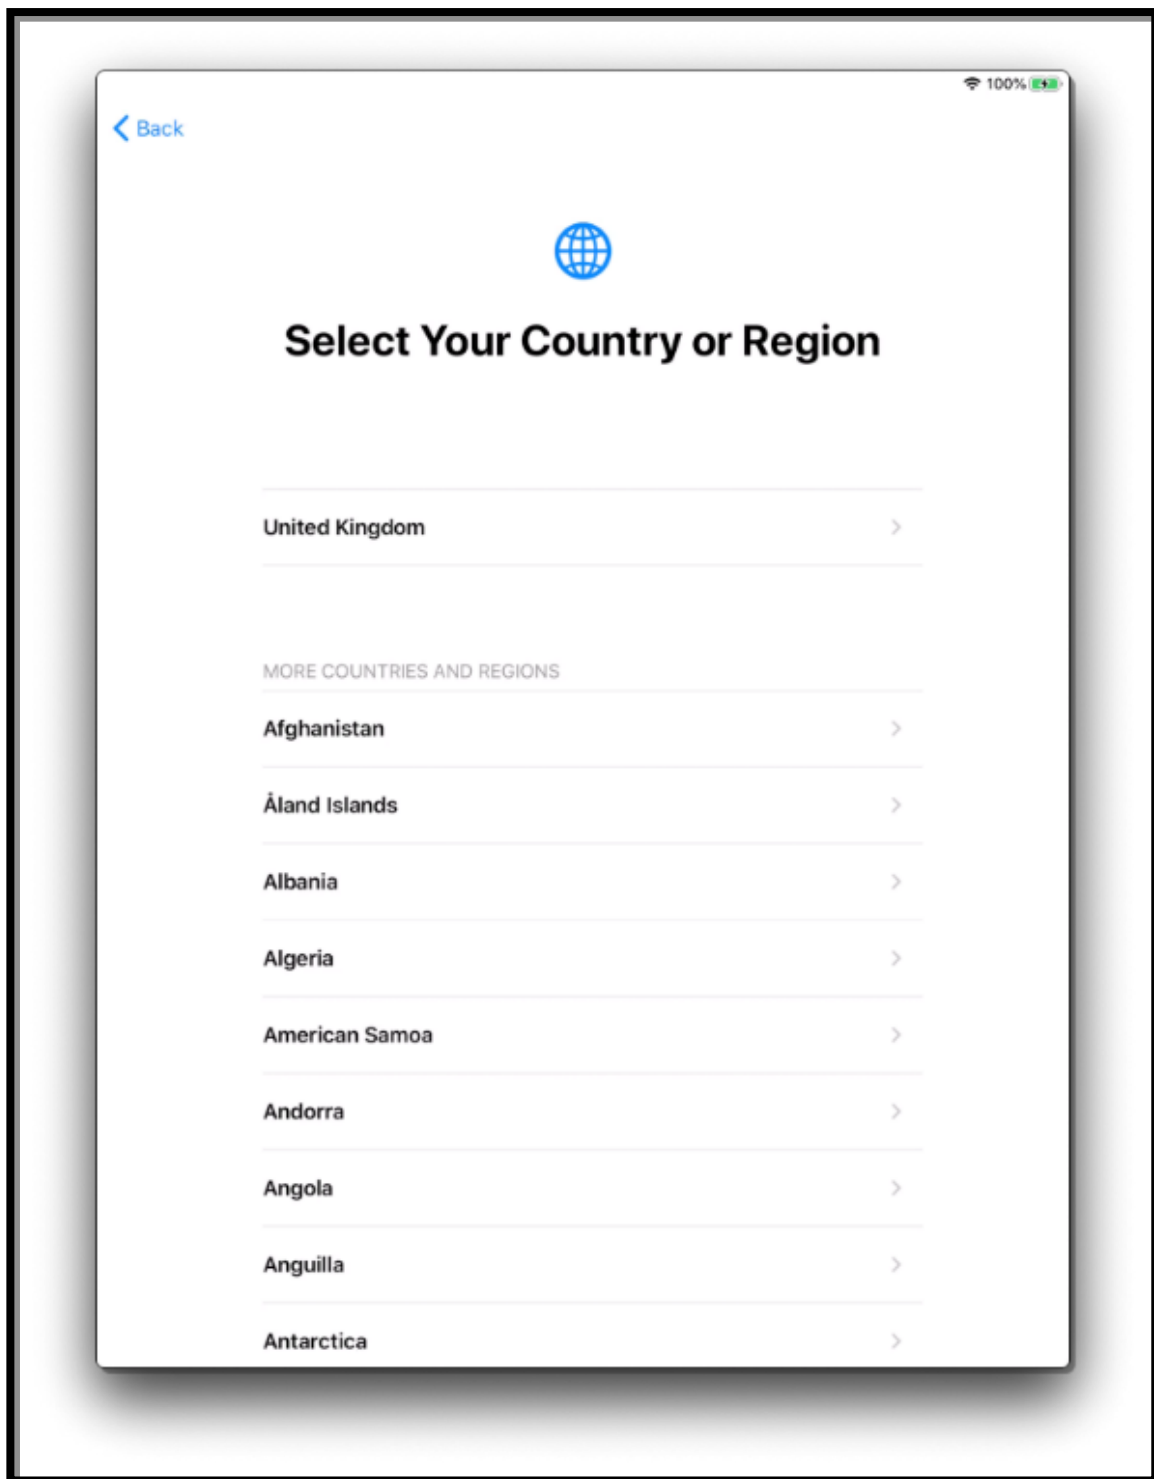 100%
Back
Select Your Country or Region
United Kingdom
MORE COUNTRIES AND REGIONS
Afghanistan
Åland Islands
Albania
Algeria
American Samoa
Andorra
Angola
Anguilla
Antarctica